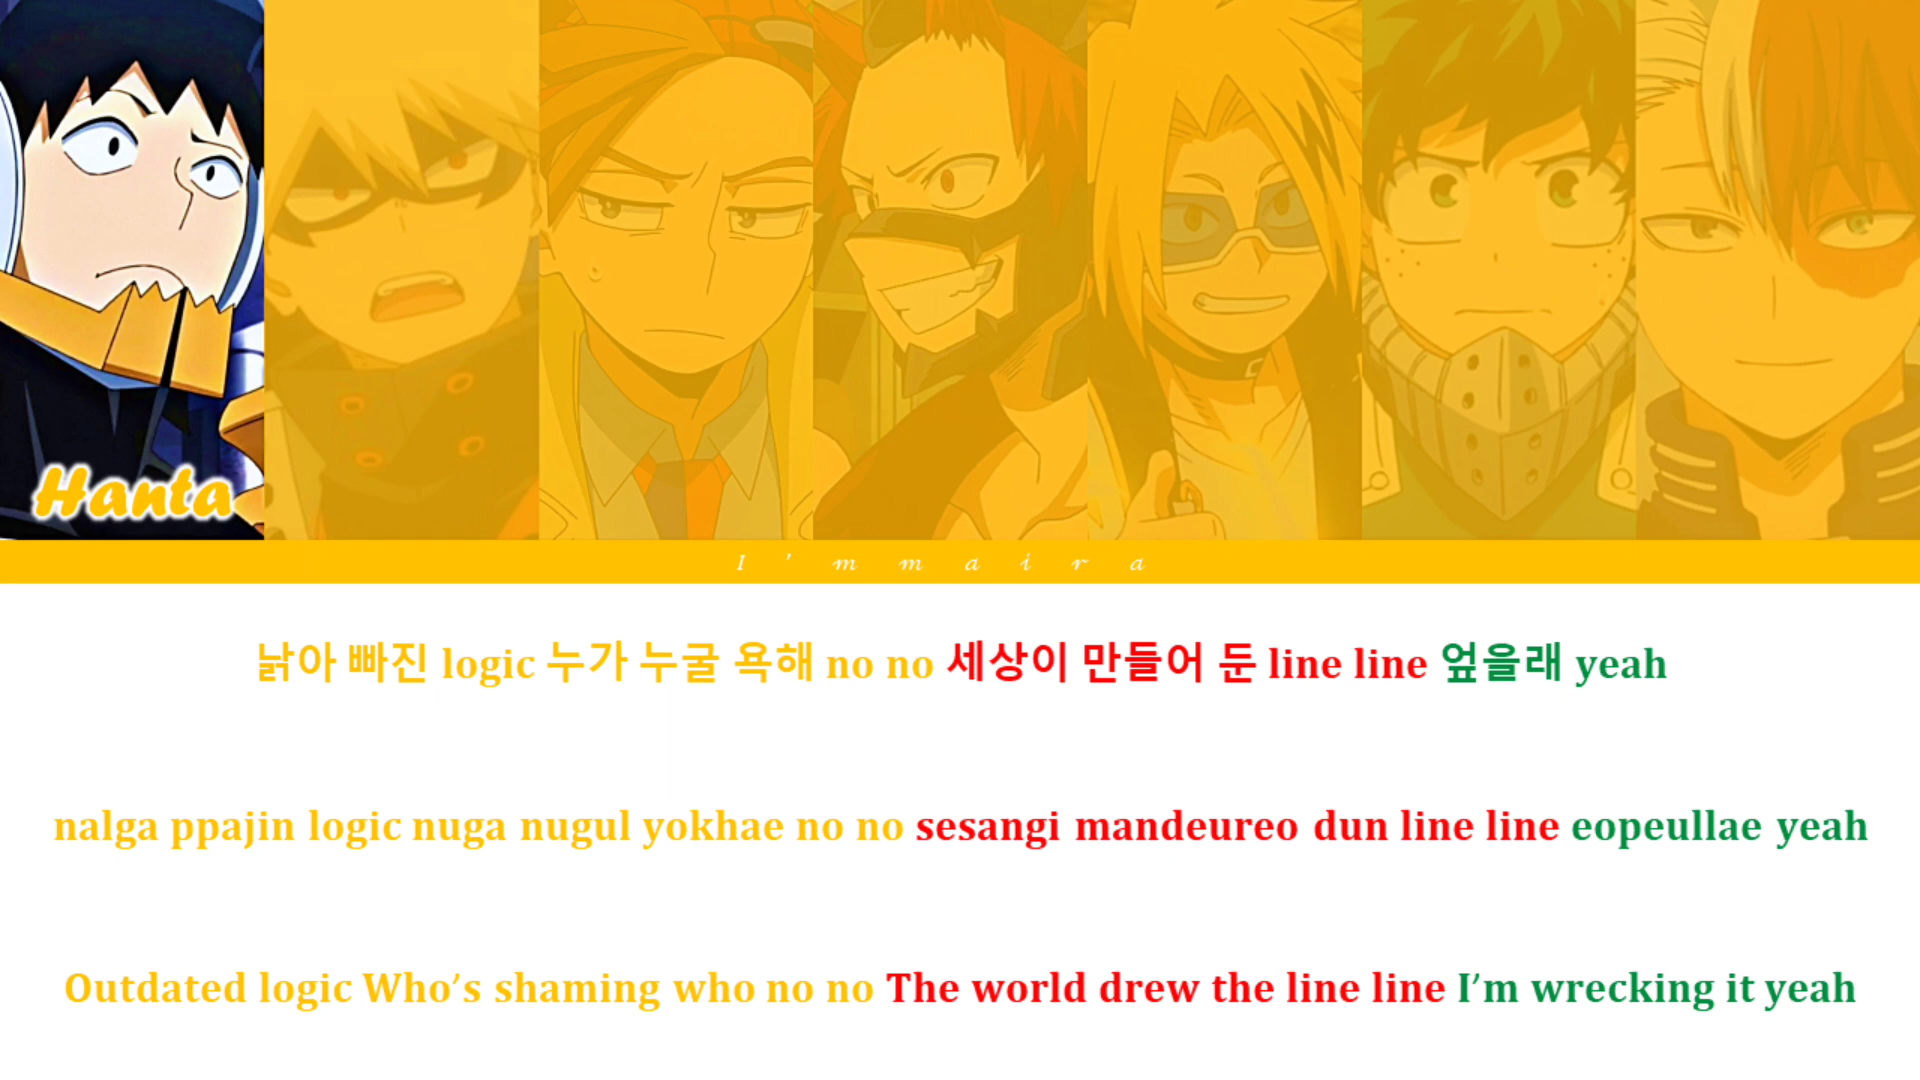 Hanta
I'mmaira
낡아 빠진 logic 누가 누굴 욕해 no no 세상이 만들어 둔 line line 엎을래 yeah
nalga ppajin logic nuga nugul yokhae no no sesangi mandeureo dun line line eopeullae yeah
Outdated logic Who’s shaming who no no The world drew the line line I’m wrecking it yeah